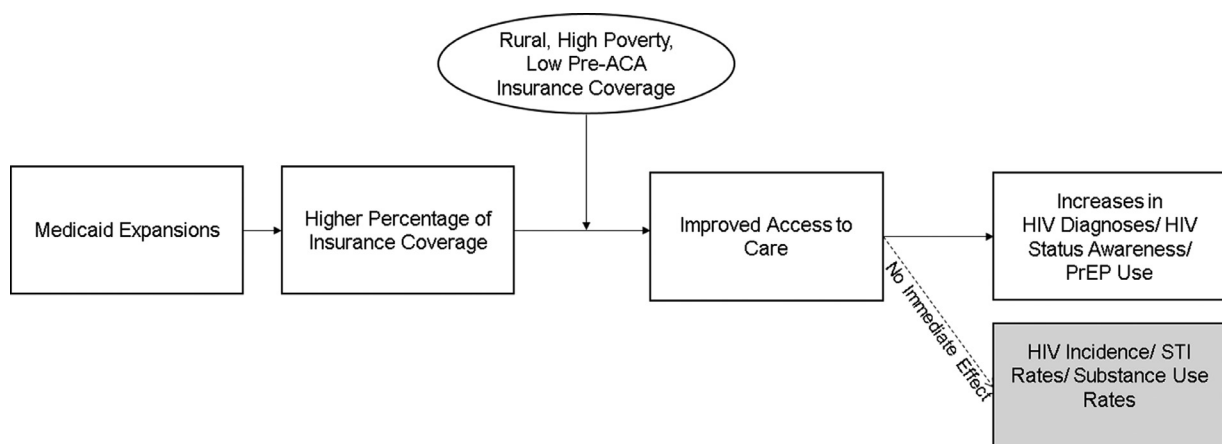 Rural, High Poverty,
Low Pre-ACA
Insurance Coverage
Medicaid Expansions
Higher Percentage of
Insurance Coverage
Improved Access to
Care
Increases in
HIV Diagnoses/ HIV
Status Awareness/
PrEP Use
No Immediate Effect
HIV Incidence/ STI
Rates/ Substance Use
Rates